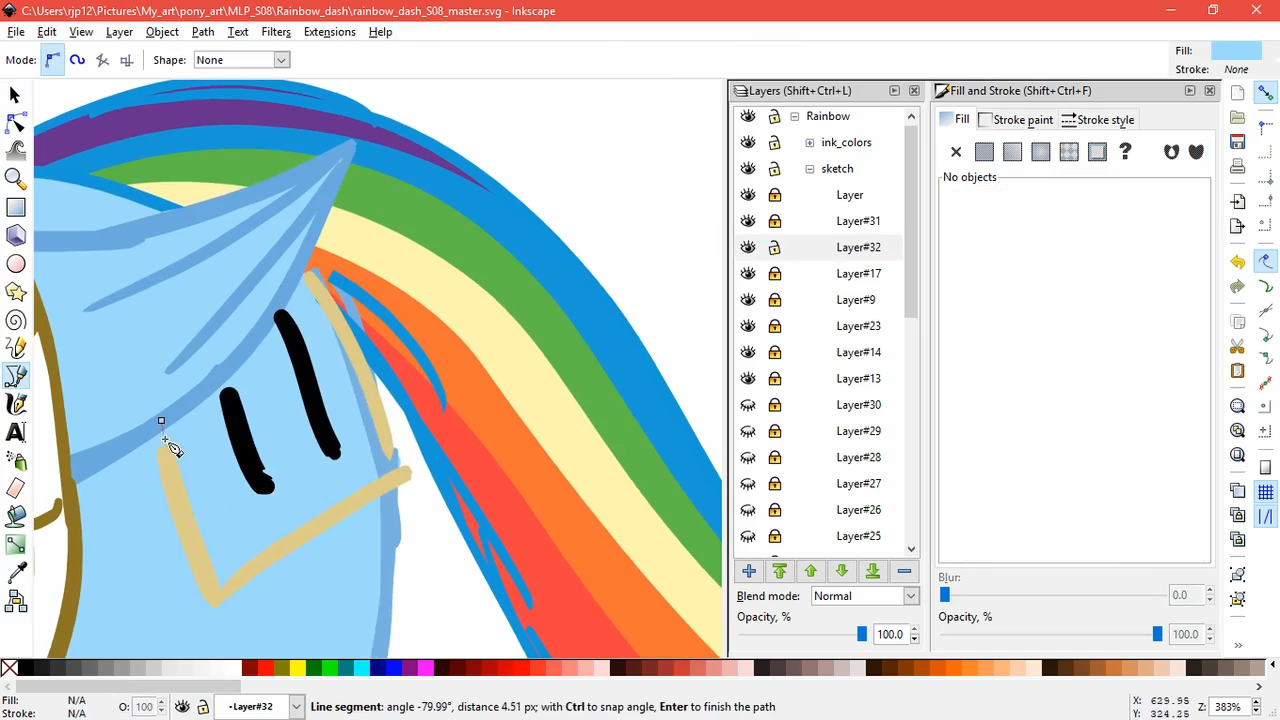 C:\Users\rjp12\Pictures\My_art\pony_art\MLP_S08\Rainbow_dash\rainbow_dash_S08_master.svg - Inkscape
File Edit View Layer Object Path Text Filters Extensions Help
Mode: Shape: None
Fill:
Stroke: None
Layers (Shift+Ctrl+L)
Rainbow
ink_colors
sketch
Layer
Layer#31
Layer#32
Layer#17
Layer#9
Layer#23
Layer#14
Layer#13
Layer#30
Layer#29
Layer#28
Layer#27
Layer#26
Layer#25
Blend mode: Normal
Opacity, %
100.0
Fill and Stroke (Shift+Ctrl+F)
Fill Stroke paint Stroke style
No objects
Blur:
0.0
Opacity, %
100.0
Fill: N/A
Stroke: N/A
O: 100
•Layer#32
Line segment: angle -79.99°, distance 4.51 px; with Ctrl to snap angle, Enter to finish the path
X: 629.95
Y: 324.25
Z: 383%